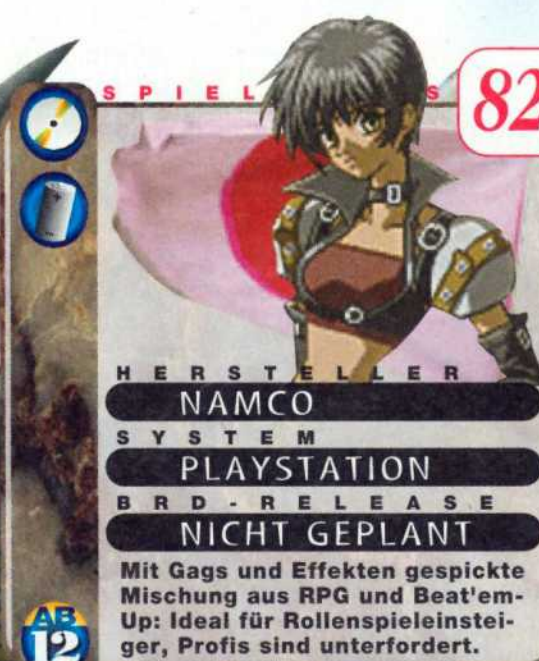 SPIEL S
82
HERSTELLER
NAMCO
SYSTEM
PLAYSTATION
BRD-RELEASE
NICHT GEPLANT
Mit Gags und Effekten gespickte
Mischung aus RPG und Beat'em-
Up: Ideal für Rollenspieleinstei-
ger, Profis sind unterfordert.
AB
12